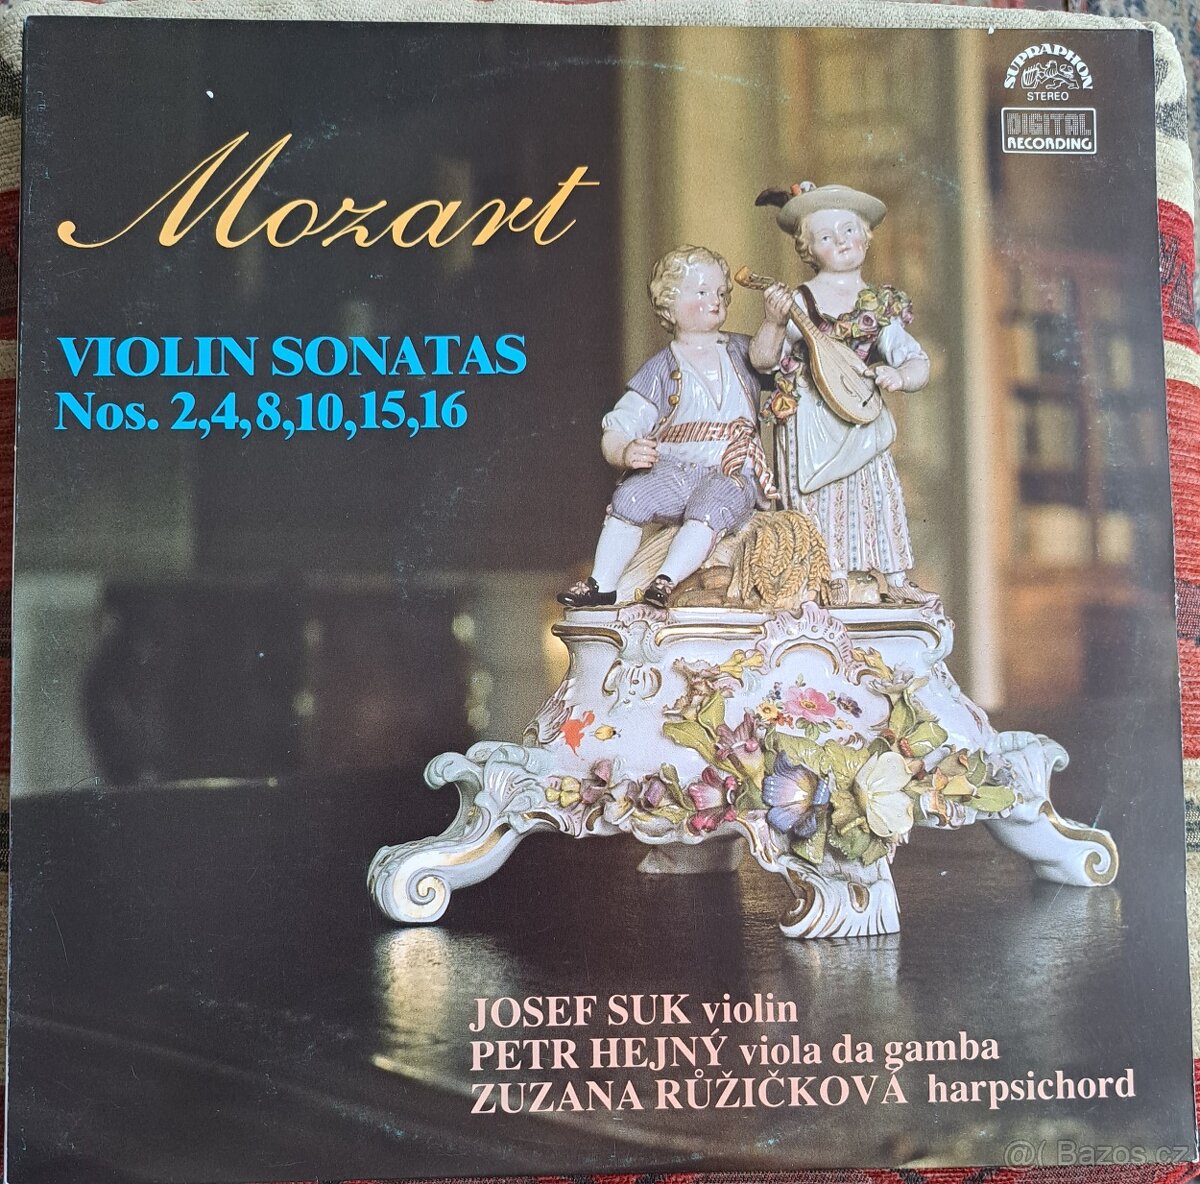 SUPRAPHON
STEREO
DIGITAL
RECORDING
Mozart
VIOLIN SONATAS
Nos. 2,4,8,10,15,16
JOSEF SUK violin
PETR HEJNÝ viola da gamba
ZUZANA RŮŽIČKOVÁ harpsichord
@( Bazos.cz